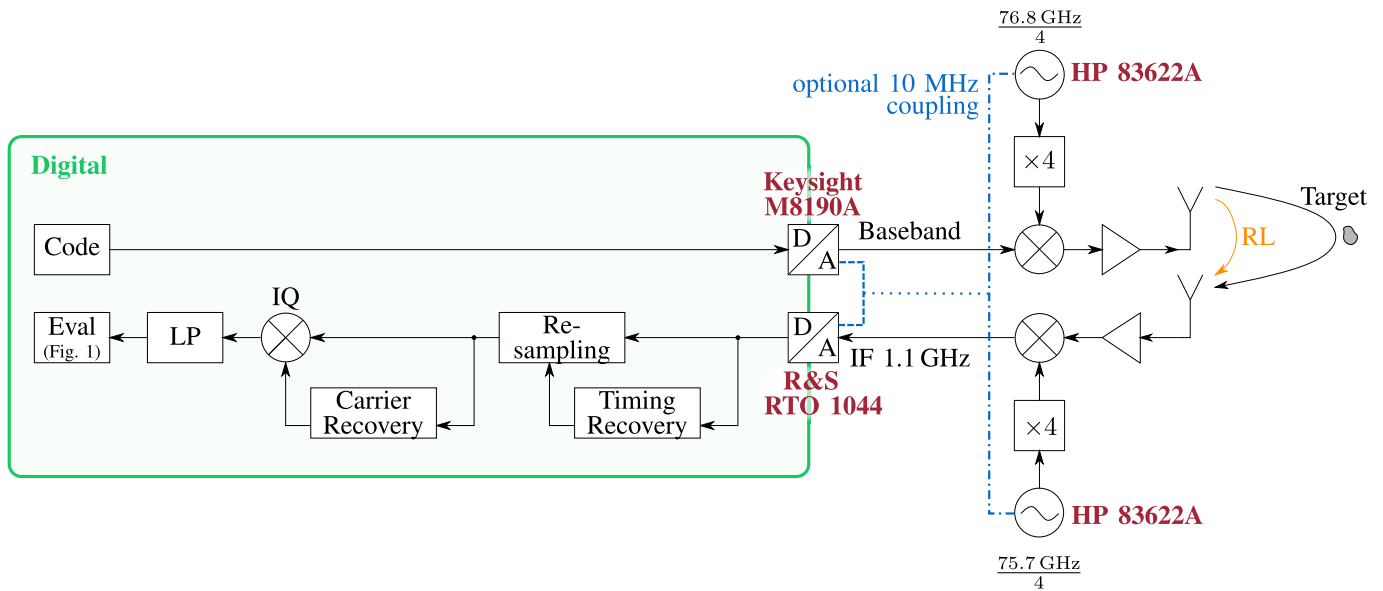 76.8 GHz
4
HP 83622A
optional 10 MHz
coupling
×4
Digital
Keysight
M8190A
Target
Code
D
A
Baseband
RL
IQ
Eval
(Fig. 1)
LP
Re-
sampling
D
A
IF 1.1 GHz
R&S
RTO 1044
Carrier
Recovery
Timing
Recovery
×4
HP 83622A
75.7 GHz
4